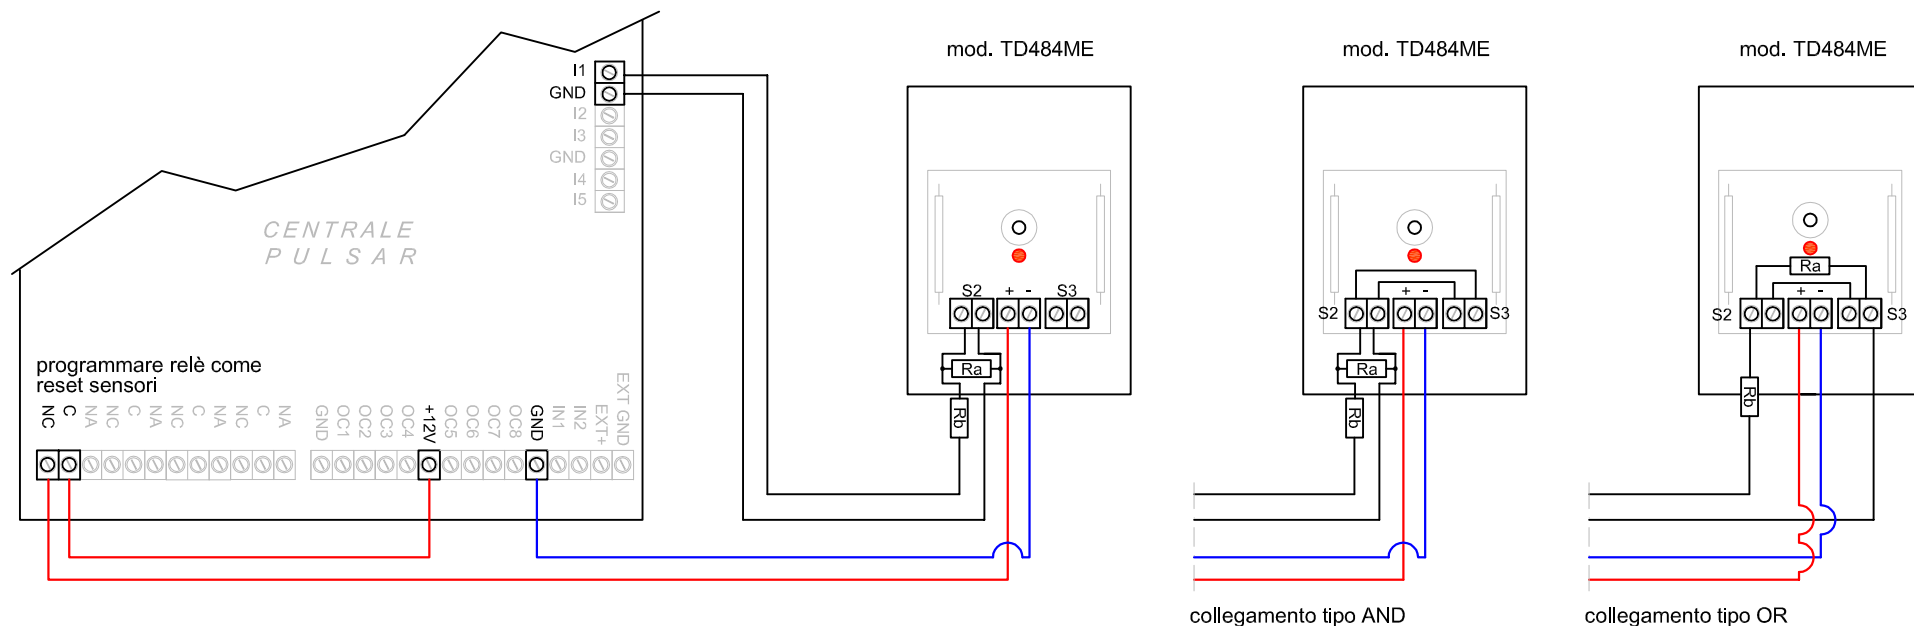 mod. TD484ME
mod. TD484ME
mod. TD484ME
I1
GND
I2
I3
GND
I4
I5
CENTRALE
PULSAR
S2 + - S3
Ra
Rb
S2 + - S3
Ra
Rb
Ra
S2 + - S3
Rb
programmare relè come
reset sensori
NC C NA NC C NA NC C NA NC C NA
GND OC1 OC2 OC3 OC4 +12V OC5 OC6 OC7 OC8 GND IN1 IN2 EXT+ EXT GND
collegamento tipo AND
collegamento tipo OR